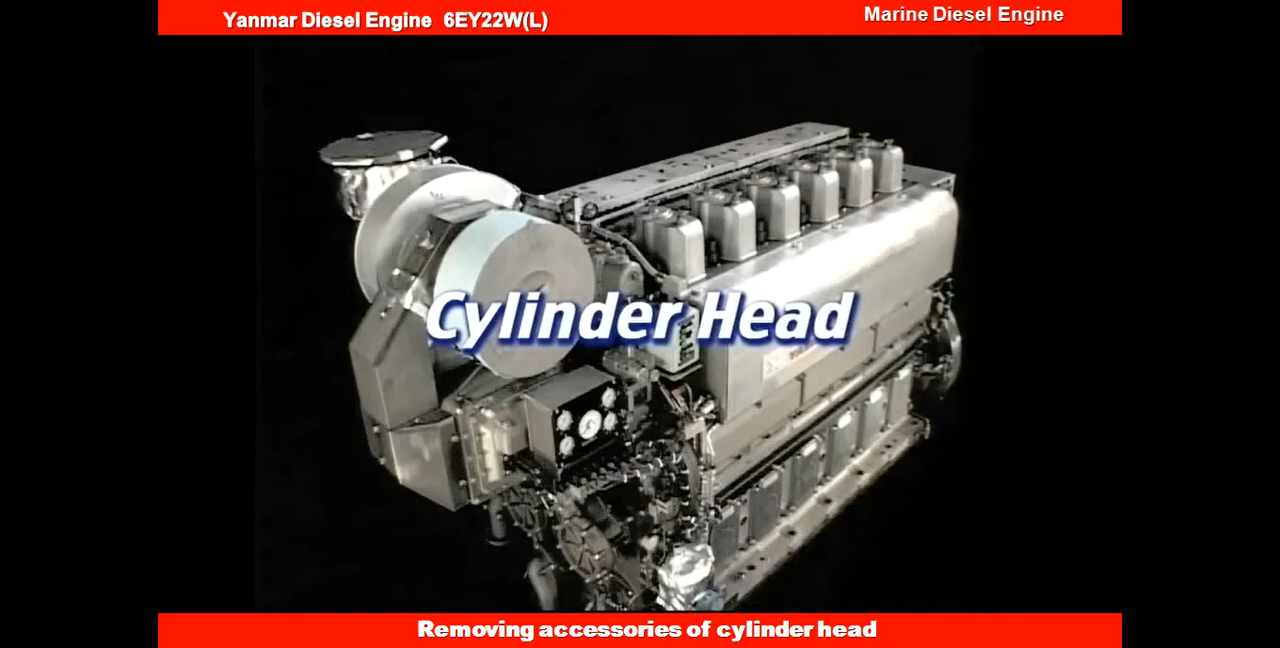 Yanmar Diesel Engine 6EY22W(L)
Marine Diesel Engine
Cylinder Head
Removing accessories of cylinder head